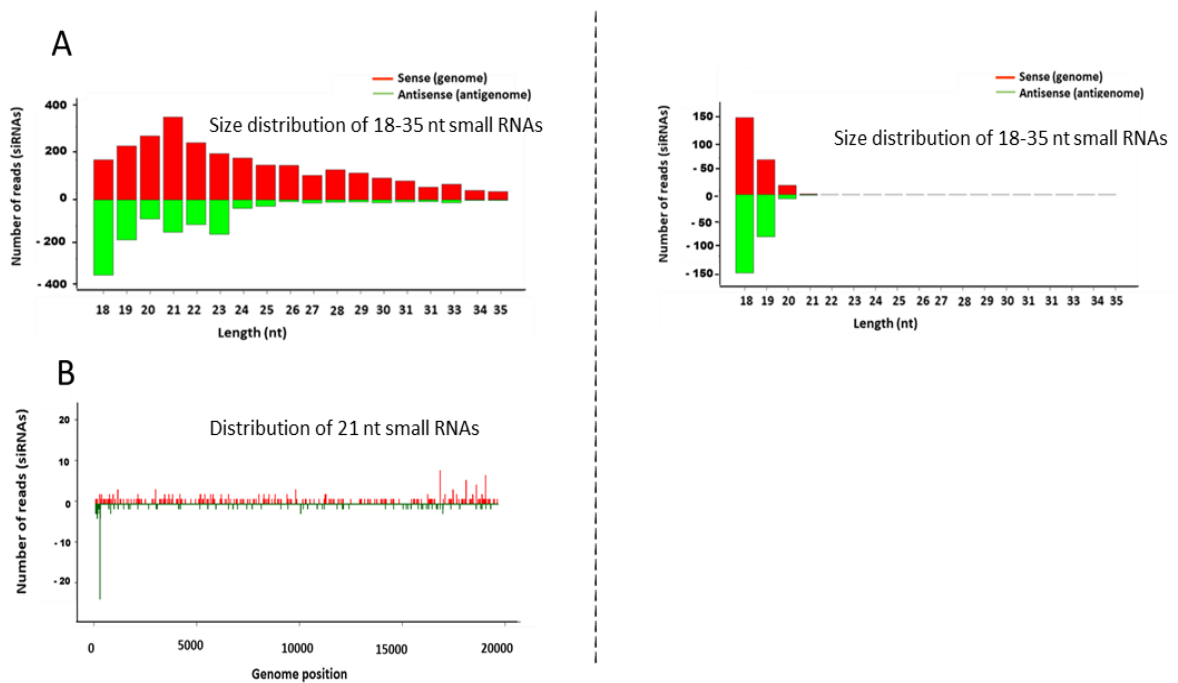 A
Sense (genome)
Antisense (antigenome)
Size distribution of 18-35 nt small RNAs
Number of reads (siRNAs)
400
200
0
- 200
- 400
18 19 20 21 22 23 24 25 26 27 28 29 30 31 31 33 34 35
Length (nt)
Sense (genome)
Antisense (antigenome)
Size distribution of 18-35 nt small RNAs
Number of reads (siRNAs)
150
100
- 50
0
- 50
- 100
- 150
18 19 20 21 24 25 26 27 28 29 30 31 31 33 34 35
Length (nt)
B
Distribution of 21 nt small RNAs
Number of reads (siRNAs)
20
10
0
- 10
- 20
0 5000 10000 15000 20000
Genome position